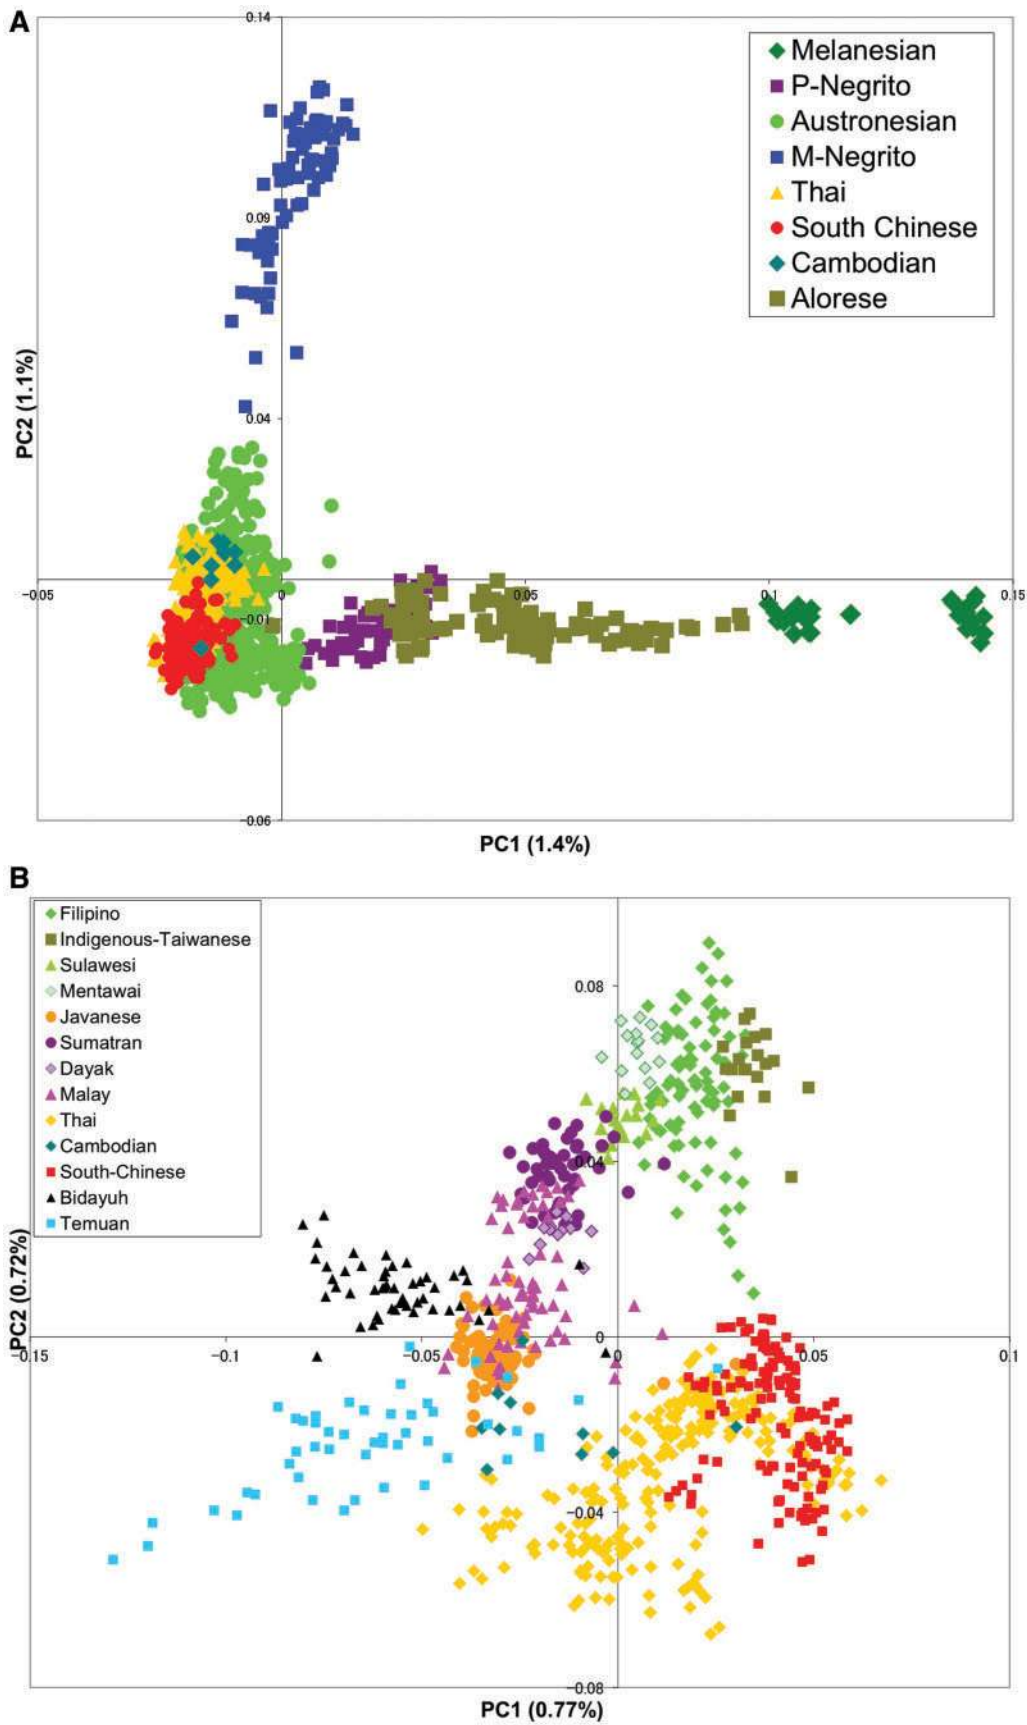 A
0.14
Melanesian
P-Negrito
Austronesian
M-Negrito
Thai
South Chinese
Cambodian
Alorese
0.09
PC2 (1.1%)
0.04
−0.05
0
0.05
0.1
0.15
−0.01
−0.06
PC1 (1.4%)
B
Filipino
Indigenous-Taiwanese
Sulawesi
Mentawai
Javanese
Sumatran
Dayak
Malay
Thai
Cambodian
South-Chinese
Bidayuh
Temuan
0.08
0.04
PC2 (0.72%)
0
−0.15
−0.1
−0.05
0
0.05
0.1
−0.04
−0.08
PC1 (0.77%)